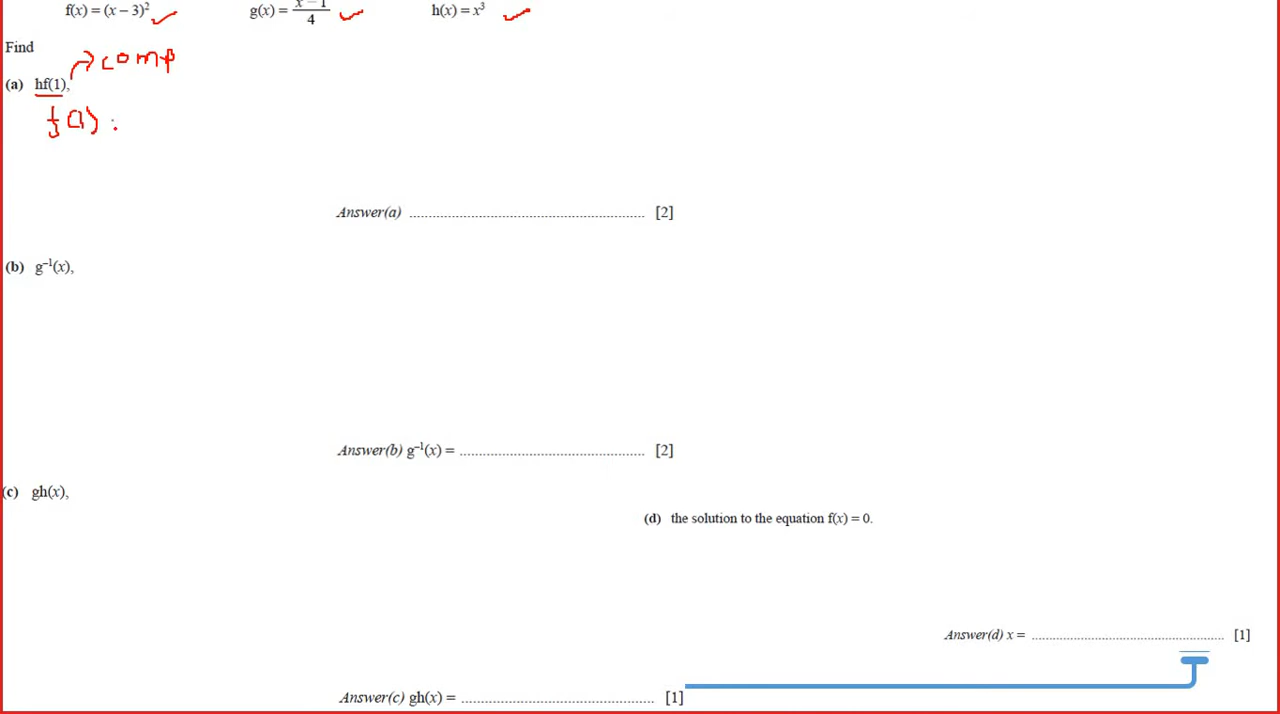 f(x) = (x – 3)² g(x) = (x – 1)/4 h(x) = x³
Find
comp
(a) hf(1),
f(1) :
Answer(a) ................................................ [2]
(b) g⁻¹(x),
Answer(b) g⁻¹(x) = ...................................... [2]
(c) gh(x),
(d) the solution to the equation f(x) = 0.
Answer(d) x = ................................................ [1]
Answer(c) gh(x) = ...................................... [1]